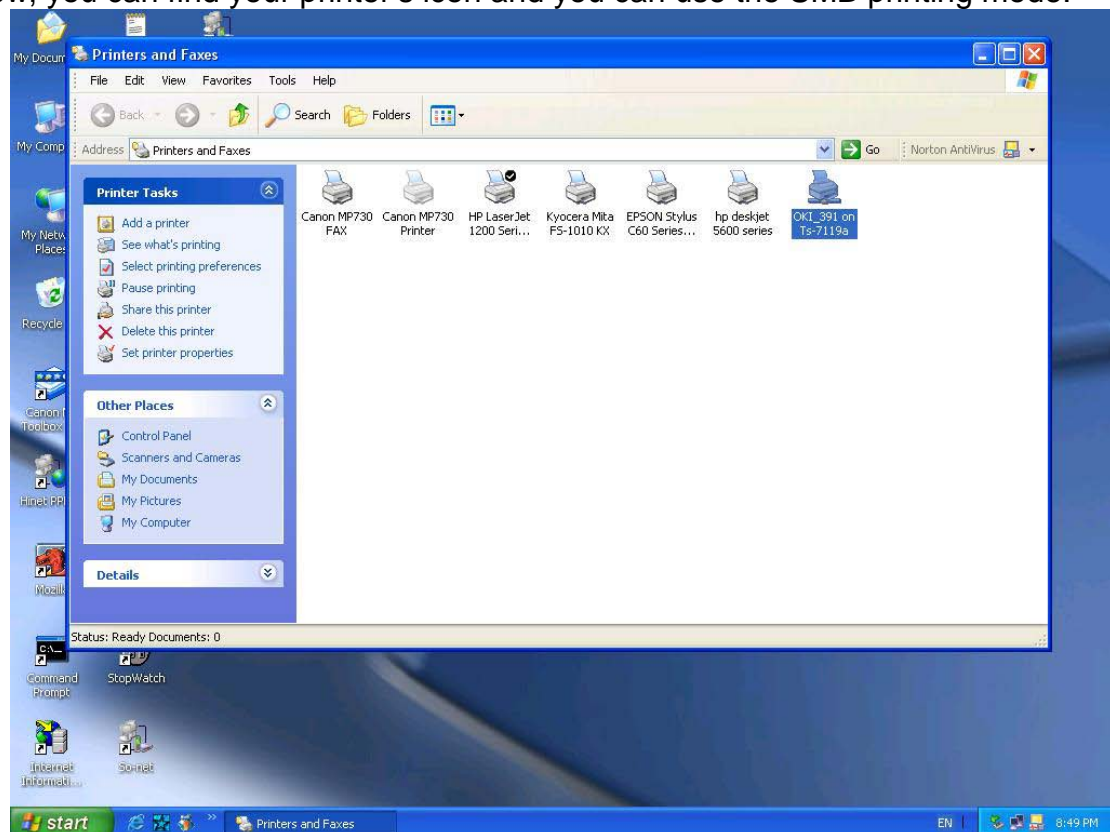 you can find your printer's icon and you can use the SMB printing mode.
My Docum
Printers and Faxes
File Edit View Favorites Tools Help
Back Search Folders
My Comp
Address Printers and Faxes Go Norton AntiVirus
Printer Tasks
Add a printer
See what's printing
Select printing preferences
Pause printing
Share this printer
Delete this printer
Set printer properties
Other Places
Control Panel
Scanners and Cameras
My Documents
My Pictures
My Computer
Details
Canon MP730
FAX
Canon MP730
Printer
HP LaserJet
1200 Seri...
Kyocera Mita
FS-1010 KX
EPSON Stylus
C60 Series...
hp deskjet
5600 series
OKI_391 on
Ts-7119a
Status: Ready Documents: 0
My Netw
Places
Recycle
Canon
Toolbox
Hinet PP
Mozill
C:\_
Command
Prompt
StopWatch
Internet
Informati...
So-net
start
Printers and Faxes
EN
8:49 PM